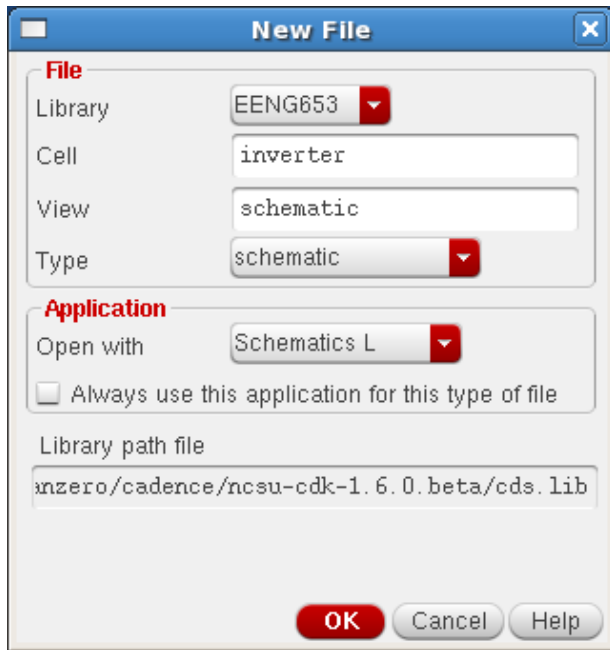 New File
File
Library EENG653
Cell inverter
View schematic
Type schematic
Application
Open with Schematics L
Always use this application for this type of file
Library path file
anzero/cadence/ncsu-cdk-1.6.0.beta/cds.lib
OK Cancel Help